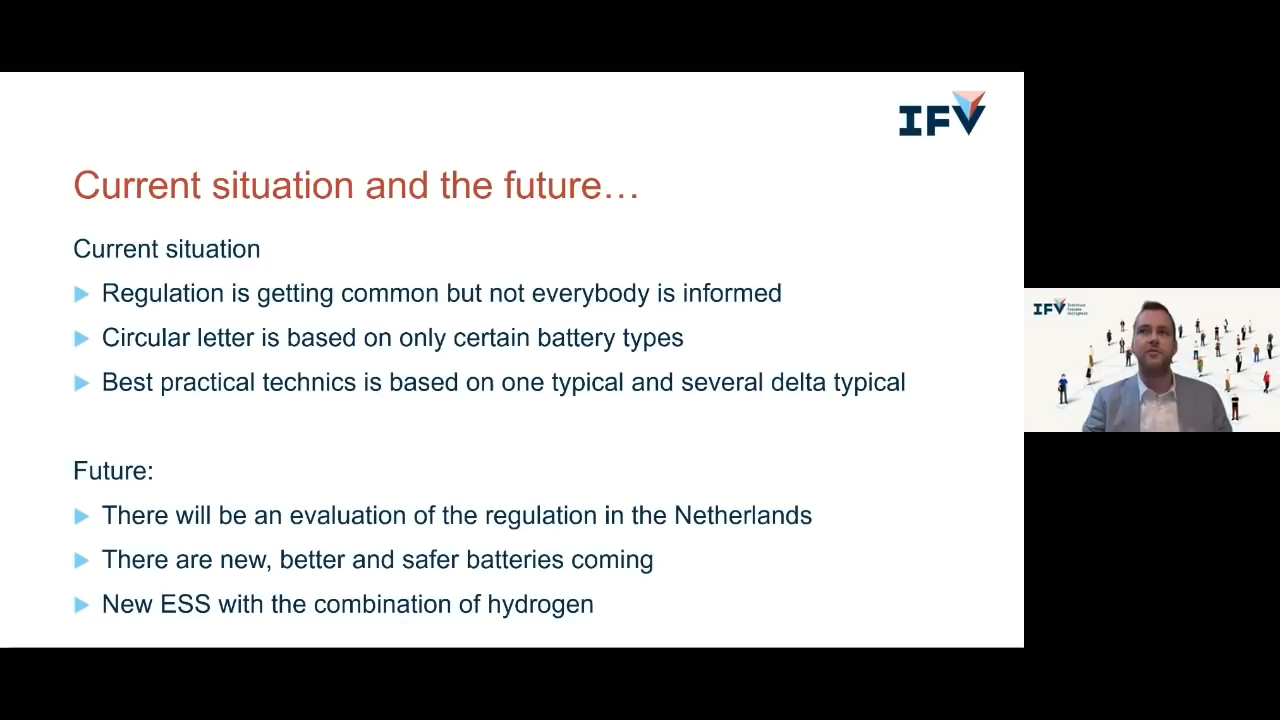 IFV
Current situation and the future…
Current situation
Regulation is getting common but not everybody is informed
Circular letter is based on only certain battery types
Best practical technics is based on one typical and several delta typical
Future:
There will be an evaluation of the regulation in the Netherlands
There are new, better and safer batteries coming
New ESS with the combination of hydrogen
IFV